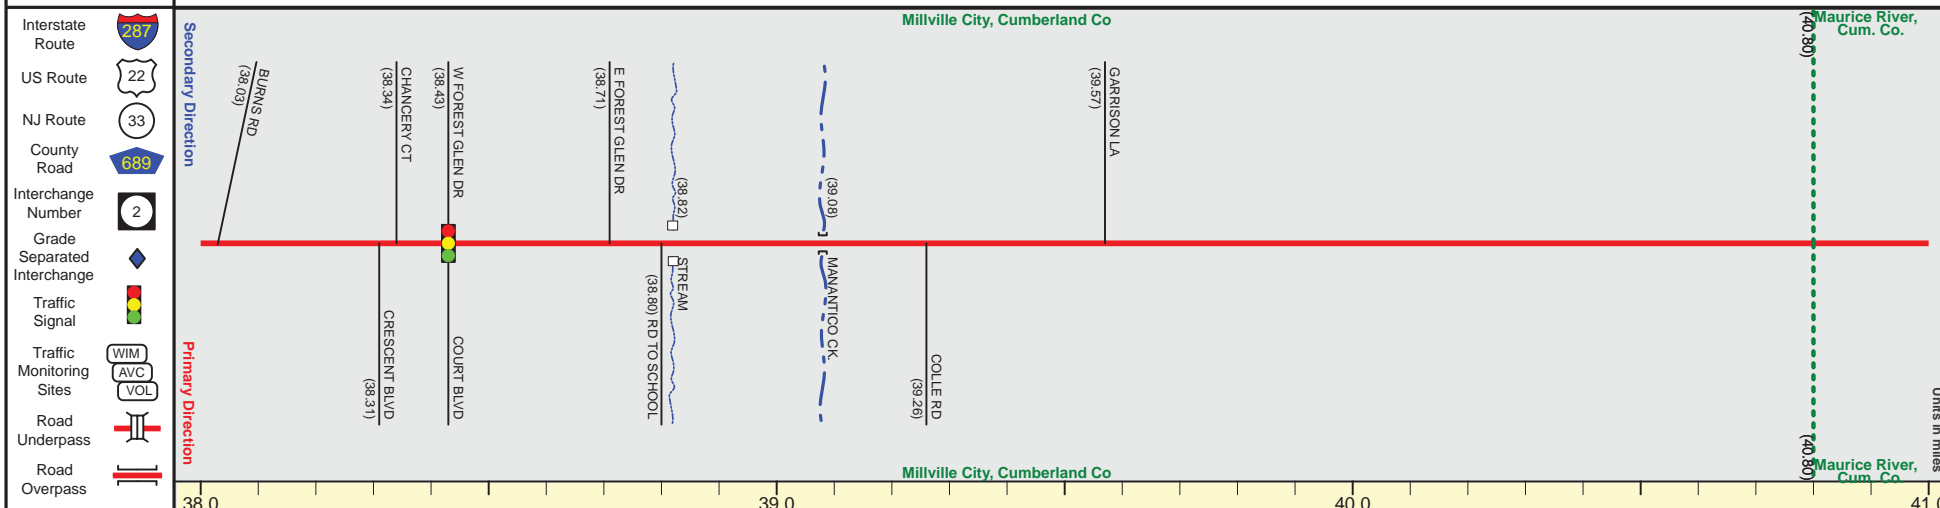 Interstate
Route
287
US Route
22
NJ Route
33
County
Road
689
Interchange
Number
2
Grade
Separated
Interchange
Traffic
Signal
Traffic
Monitoring
Sites
WIM
AVC
VOL
Road
Underpass
Road
Overpass
Secondary Direction
Primary Direction
Millville City, Cumberland Co
Maurice River,
Cum. Co.
(40.80)
BURNS RD
(38.03)
CHANCERY CT
(38.34)
W FOREST GLEN DR
(38.43)
E FOREST GLEN DR
(38.71)
(38.82)
STREAM
(39.08)
MANANTICO CK.
GARRISON LA
(39.57)
CRESCENT BLVD
(38.31)
COURT BLVD
(38.80) RD TO SCHOOL
COLLE RD
(39.26)
Millville City, Cumberland Co
(40.80)
Maurice River,
Cum. Co.
Units in miles
38.0
39.0
40.0
41.0